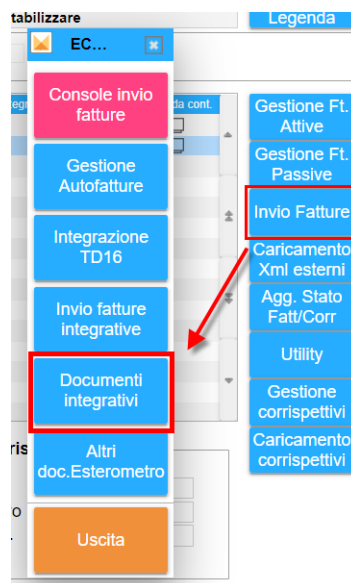 tabilizzare
Legenda
EC...
Console invio
fatture
da cont.
Gestione
Autofatture
Integrazione
TD16
Invio fatture
integrative
Documenti
integrativi
Altri
doc.Esterometro
Uscita
Gestione Ft.
Attive
Gestione Ft.
Passive
Invio Fatture
Caricamento
Xml esterni
Agg. Stato
Fatt/Corr
Utility
Gestione
corrispettivi
Caricamento
corrispettivi